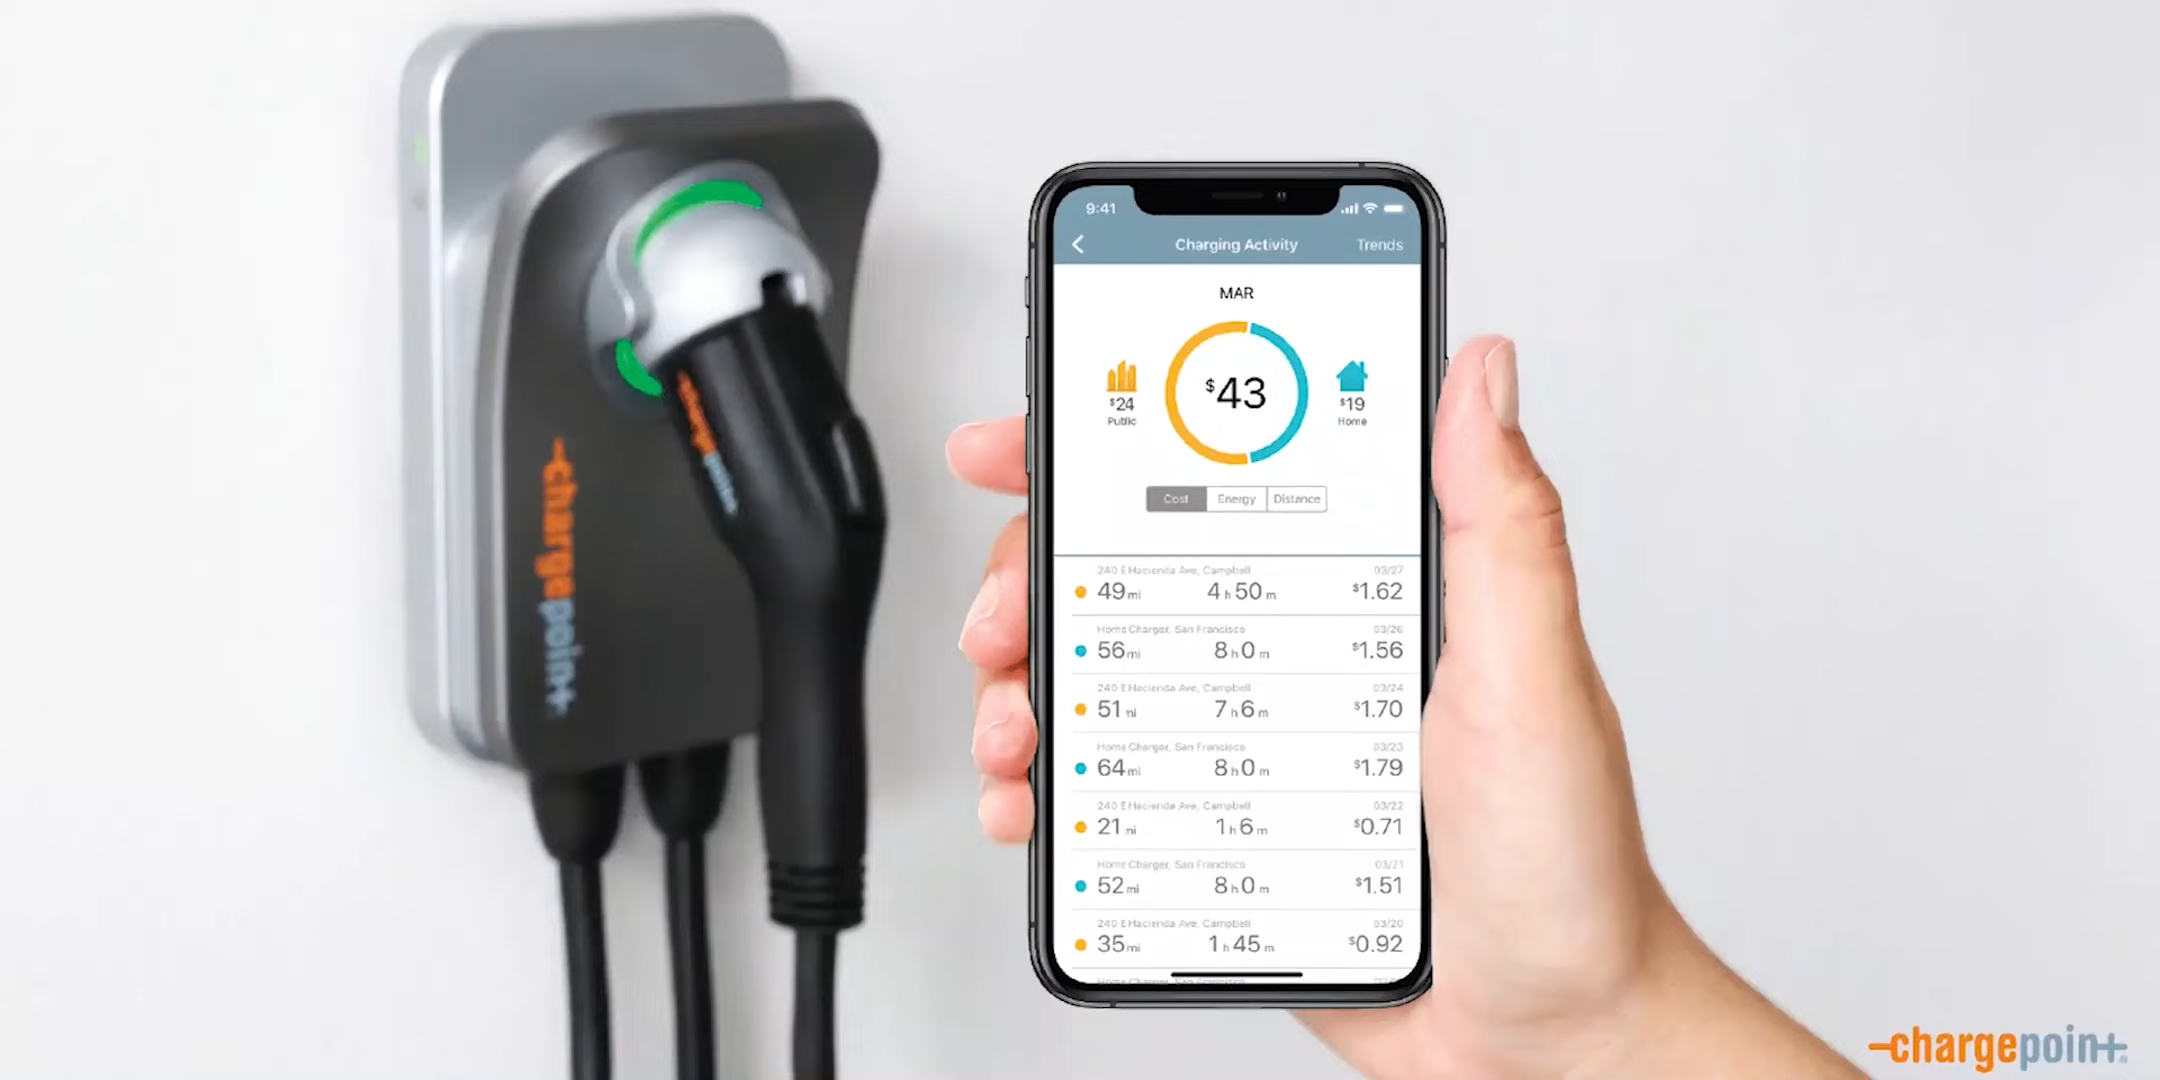 chargepoint
chargepoint
9:41
Charging Activity
Trends
MAR
$43
$24
Public
$19
Home
Cost
Energy
Distance
240 E Hacienda Ave, Campbell 03/27
49 mi 4 h 50 m $1.62
Home Charger, San Francisco 03/26
56 mi 8 h 0 m $1.56
240 E Hacienda Ave, Campbell 03/24
51 mi 7 h 6 m $1.70
Home Charger, San Francisco 03/23
64 mi 8 h 0 m $1.79
240 E Hacienda Ave, Campbell 03/22
21 mi 1 h 6 m $0.71
Home Charger, San Francisco 03/21
52 mi 8 h 0 m $1.51
240 E Hacienda Ave, Campbell 03/20
35 mi 1 h 45 m $0.92
Home Charger, San Francisco
chargepoint